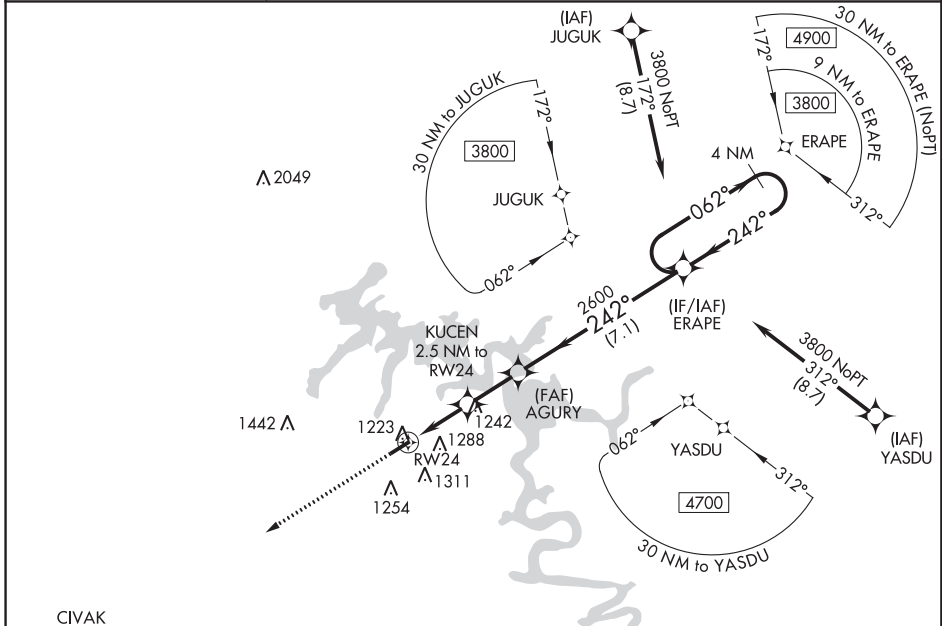 (IAF)
JUGUK
3800 NoPT
172°
(8.7)
30 NM to ERAPE (NoPT)
4900
172°
9 NM to ERAPE
3800
ERAPE
312°
30 NM to JUGUK
172°
3800
JUGUK
062°
4 NM
062°
242°
2049
(IF/IAF)
ERAPE
2600
242°
(7.1)
KUCEN
2.5 NM to
RW24
(FAF)
AGURY
3800 NoPT
312°
(8.7)
(IAF)
YASDU
1442
1223
1242
1288
RW24
1311
1254
062°
YASDU
312°
4700
30 NM to YASDU
CIVAK